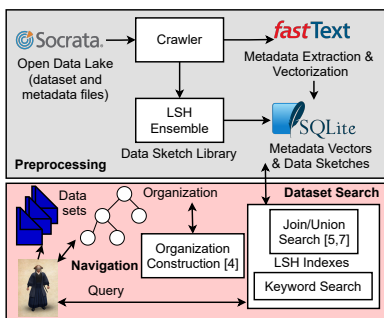 Socrata
Crawler
fastText
Open Data Lake
(dataset and
metadata files)
Metadata Extraction &
Vectorization
LSH
Ensemble
SQLite
Data Sketch Library
Metadata Vectors
& Data Sketches
Preprocessing
Dataset Search
Data
sets
Organization
Join/Union
Search [5,7]
Organization
Construction [4]
Navigation
LSH Indexes
Keyword Search
Query